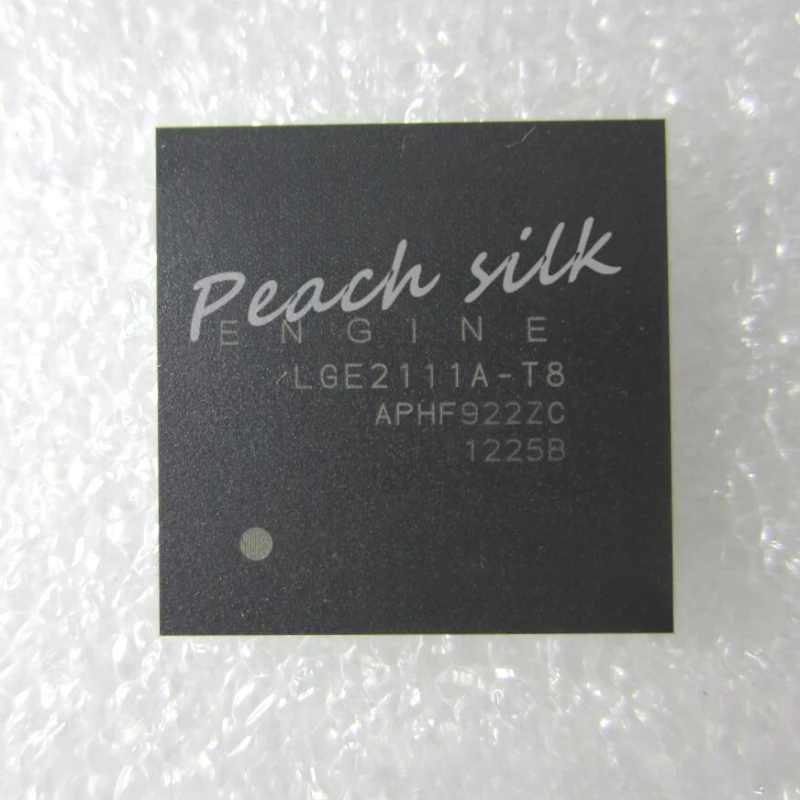 Peach silk
ENGINE
LGE2111A-T8
APHF922ZC
1225B